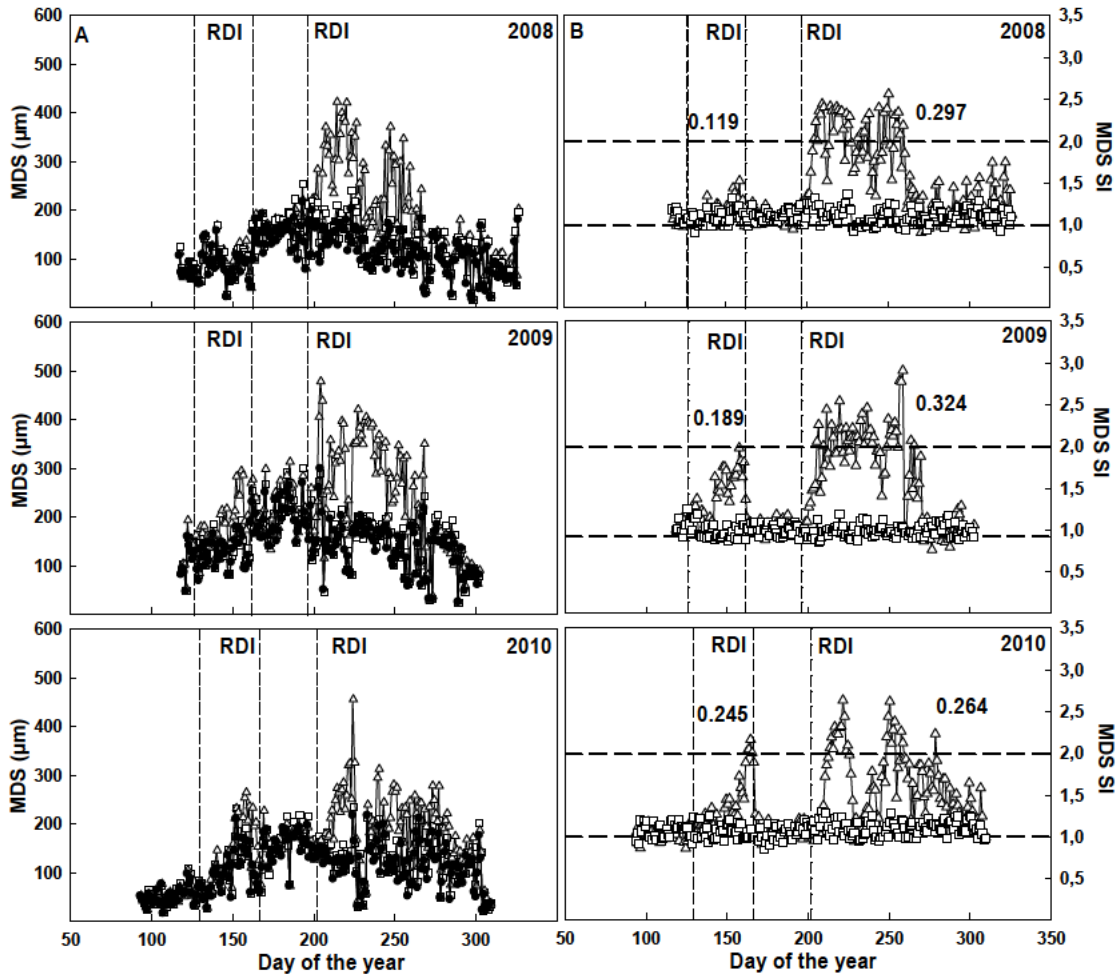 600 A RDI RDI 2008 B RDI RDI 2008 3,5
500 3,0
400 2,5
MDS (µm) 300 0.119 0.297 2,0 MDS SI
200 1,5
100 1,0
0,5
600 RDI RDI 2009 RDI RDI 2009 3,5
500 3,0
400 0.189 0.324 2,5
MDS (µm) 300 2,0 MDS SI
200 1,5
100 1,0
0,5
600 RDI RDI 2010 RDI RDI 2010 3,5
500 3,0
400 0.245 0.264 2,5
MDS (µm) 300 2,0 MDS SI
200 1,5
100 1,0
0,5
50 100 150 200 250 300 50 100 150 200 250 300 350
Day of the year Day of the year